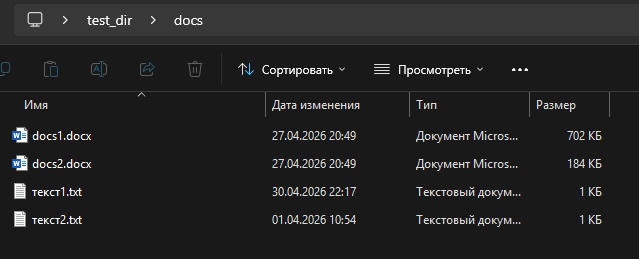 test_dir > docs
Сортировать Просмотреть ...
Имя Дата изменения Тип Размер
docs1.docx 27.04.2026 20:49 Документ Micros... 702 КБ
docs2.docx 27.04.2026 20:49 Документ Micros... 184 КБ
текст1.txt 30.04.2026 22:17 Текстовый докум... 1 КБ
текст2.txt 01.04.2026 10:54 Текстовый докум... 1 КБ